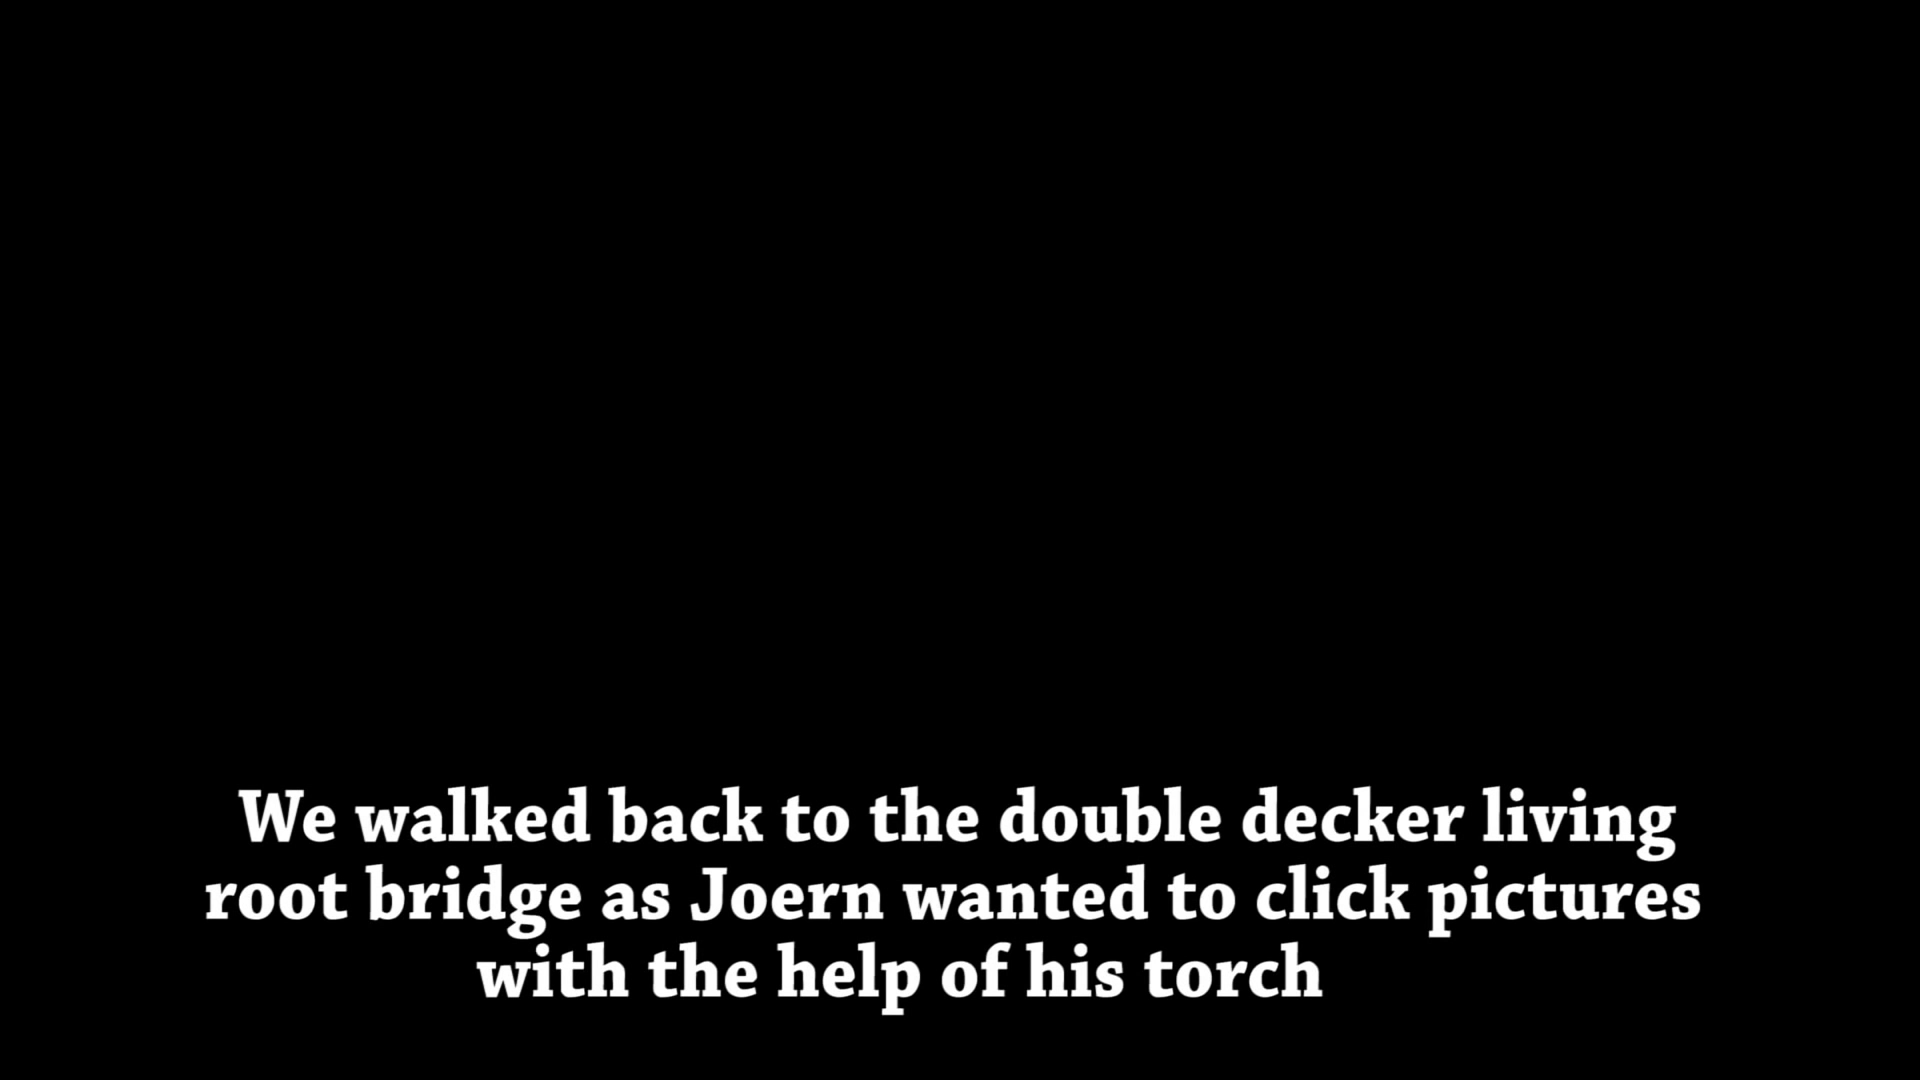 We walked back to the double decker living
root bridge as Joern wanted to click pictures
with the help of his torch